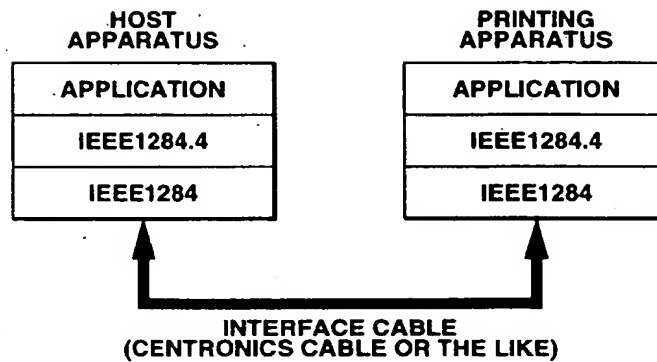 HOST
APPARATUS
APPLICATION
IEEE1284.4
IEEE1284
PRINTING
APPARATUS
APPLICATION
IEEE1284.4
IEEE1284
INTERFACE CABLE
(CENTRONICS CABLE OR THE LIKE)